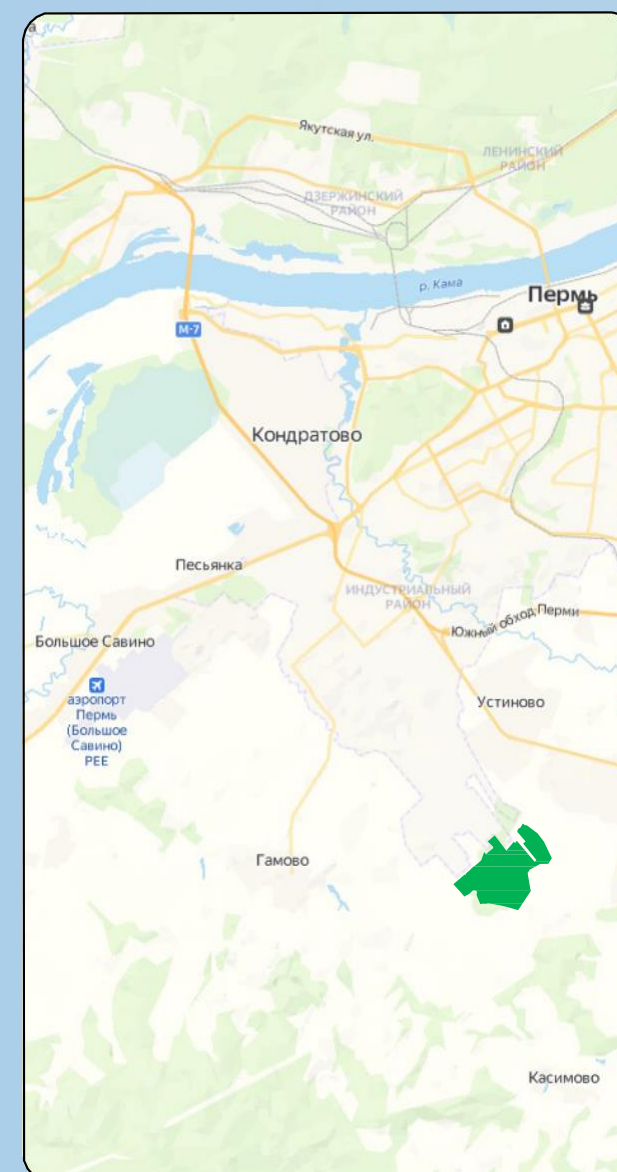 а
Якутская ул.
ЛЕНИНСКИЙ
РАЙОН
ДЗЕРЖИНСКИЙ
РАЙОН
р. Кама
Пермь
М-7
Кондратово
Песьянка
ИНДУСТРИАЛЬНЫЙ
РАЙОН
Южный обход Перми
Большое Савино
аэропорт
Пермь
(Большое
Савино)
PEE
Устиново
Гамово
Касимово